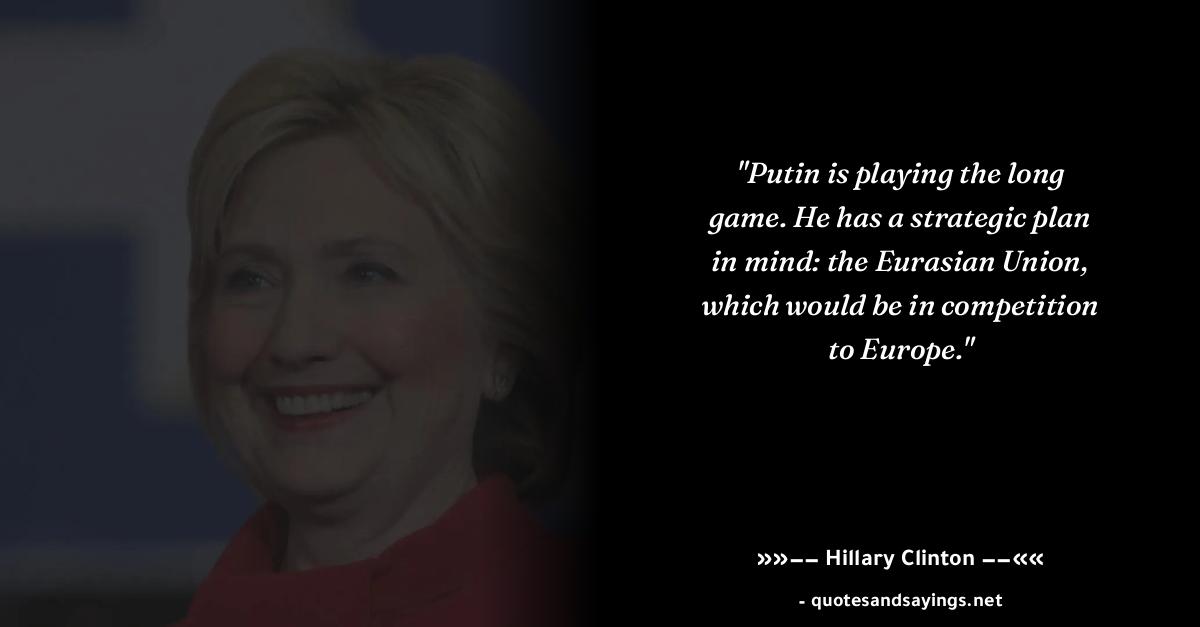 "Putin is playing the long
game. He has a strategic plan
in mind: the Eurasian Union,
which would be in competition
to Europe."
»»−− Hillary Clinton −−««
- quotesandsayings.net